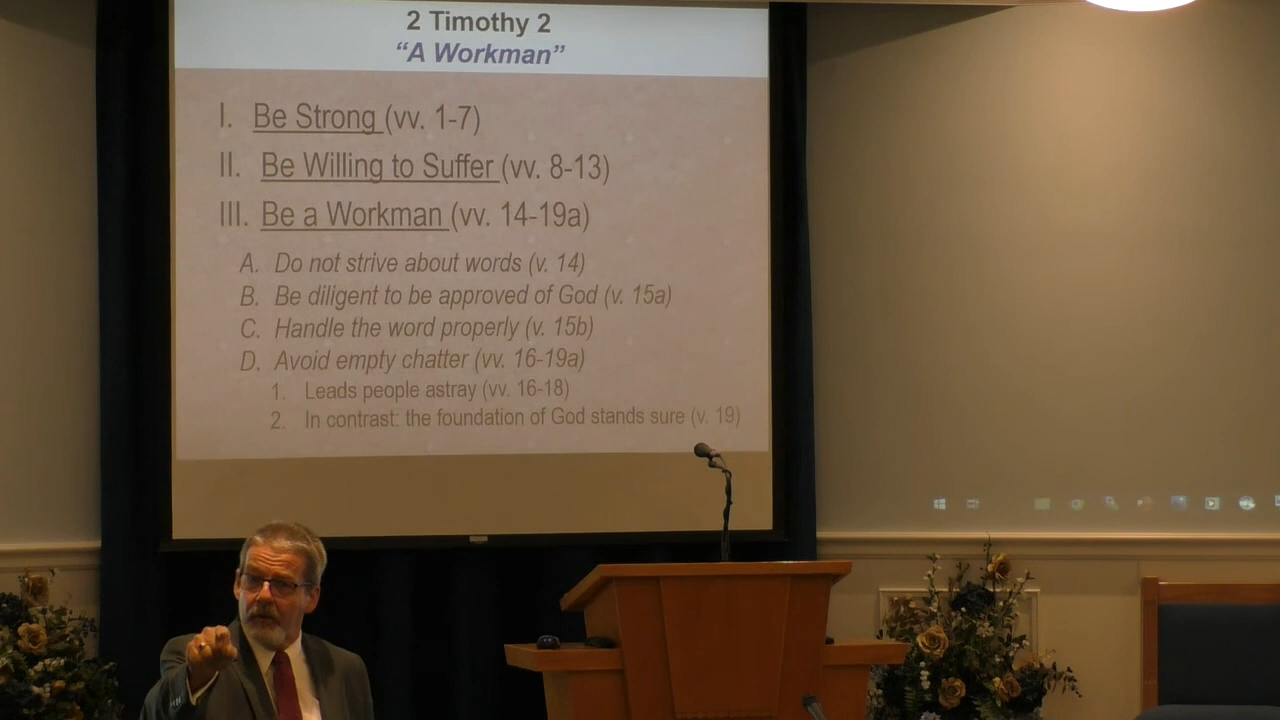 2 Timothy 2
“A Workman”
I. Be Strong (vv. 1-7)
II. Be Willing to Suffer (vv. 8-13)
III. Be a Workman (vv. 14-19a)
A. Do not strive about words (v. 14)
B. Be diligent to be approved of God (v. 15a)
C. Handle the word properly (v. 15b)
D. Avoid empty chatter (vv. 16-19a)
1. Leads people astray (vv. 16-18)
2. In contrast: the foundation of God stands sure (v. 19)